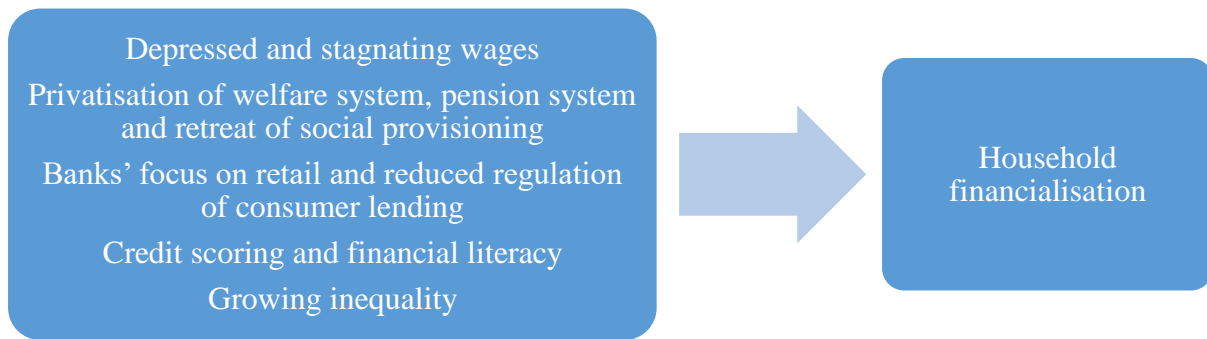 Depressed and stagnating wages
Privatisation of welfare system, pension system
and retreat of social provisioning
Banks’ focus on retail and reduced regulation
of consumer lending
Credit scoring and financial literacy
Growing inequality
Household
financialisation